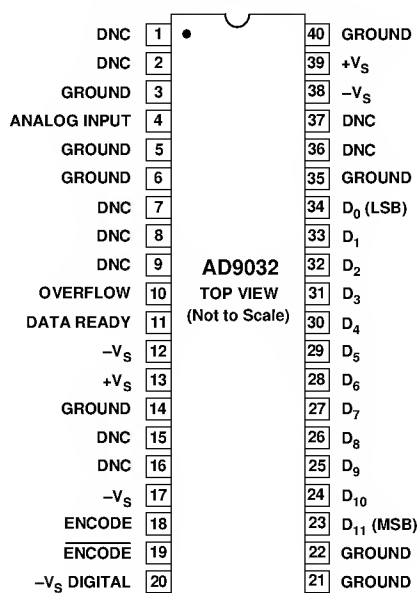 DNC 1 40 GROUND
DNC 2 39 +VS
GROUND 3 38 –VS
ANALOG INPUT 4 37 DNC
GROUND 5 36 DNC
GROUND 6 35 GROUND
DNC 7 34 D0 (LSB)
DNC 8 33 D1
DNC 9 32 D2
AD9032
OVERFLOW 10 TOP VIEW 31 D3
DATA READY 11 (Not to Scale) 30 D4
–VS 12 29 D5
+VS 13 28 D6
GROUND 14 27 D7
DNC 15 26 D8
DNC 16 25 D9
–VS 17 24 D10
ENCODE 18 23 D11 (MSB)
ENCODE 19 22 GROUND
–VS DIGITAL 20 21 GROUND